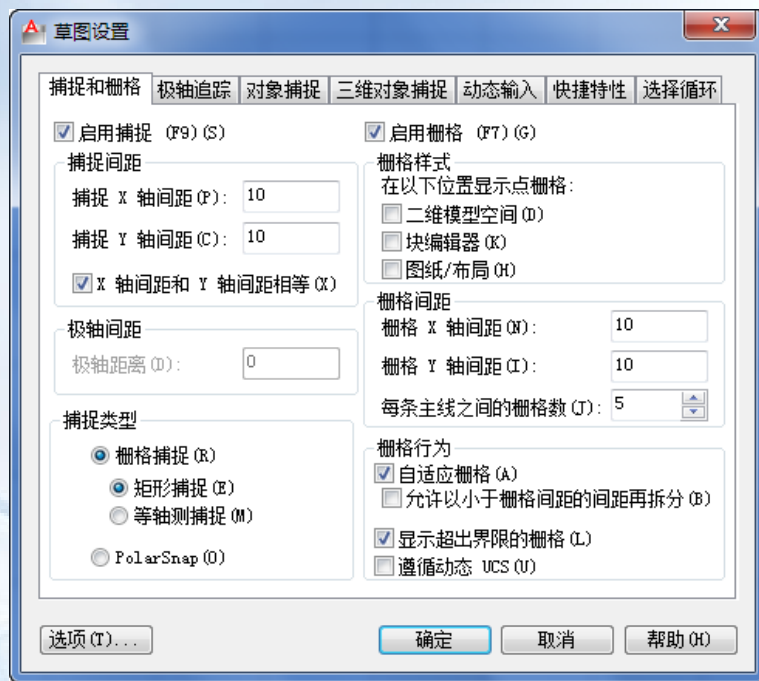 草图设置
捕捉和栅格 极轴追踪 对象捕捉 三维对象捕捉 动态输入 快捷特性 选择循环
启用捕捉 (F9)(S)
捕捉间距
捕捉 X 轴间距(P): 10
捕捉 Y 轴间距(C): 10
X 轴间距和 Y 轴间距相等(X)
极轴间距
极轴距离(D): 0
捕捉类型
栅格捕捉(R)
矩形捕捉(E)
等轴测捕捉(M)
PolarSnap(O)
启用栅格 (F7)(G)
栅格样式
在以下位置显示点栅格:
二维模型空间(D)
块编辑器(K)
图纸/布局(H)
栅格间距
栅格 X 轴间距(N): 10
栅格 Y 轴间距(I): 10
每条主线之间的栅格数(J): 5
栅格行为
自适应栅格(A)
允许以小于栅格间距的间距再拆分(B)
显示超出界限的栅格(L)
遵循动态 UCS(U)
选项(T)... 确定 取消 帮助(H)